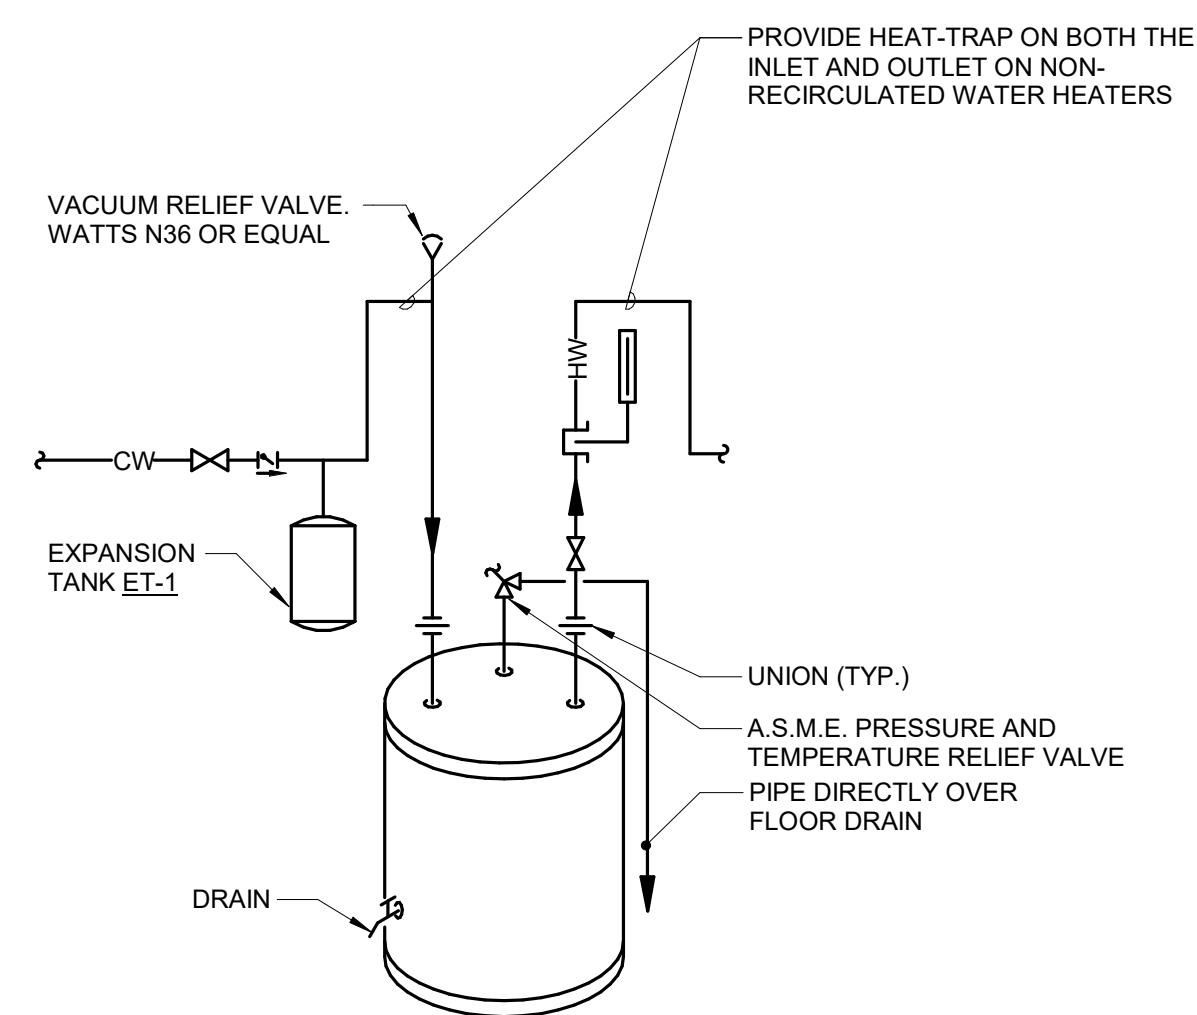 PROVIDE HEAT-TRAP ON BOTH THE
INLET AND OUTLET ON NON-
RECIRCULATED WATER HEATERS
VACUUM RELIEF VALVE.
WATTS N36 OR EQUAL
HW
CW
EXPANSION
TANK ET-1
UNION (TYP.)
A.S.M.E. PRESSURE AND
TEMPERATURE RELIEF VALVE
PIPE DIRECTLY OVER
FLOOR DRAIN
DRAIN